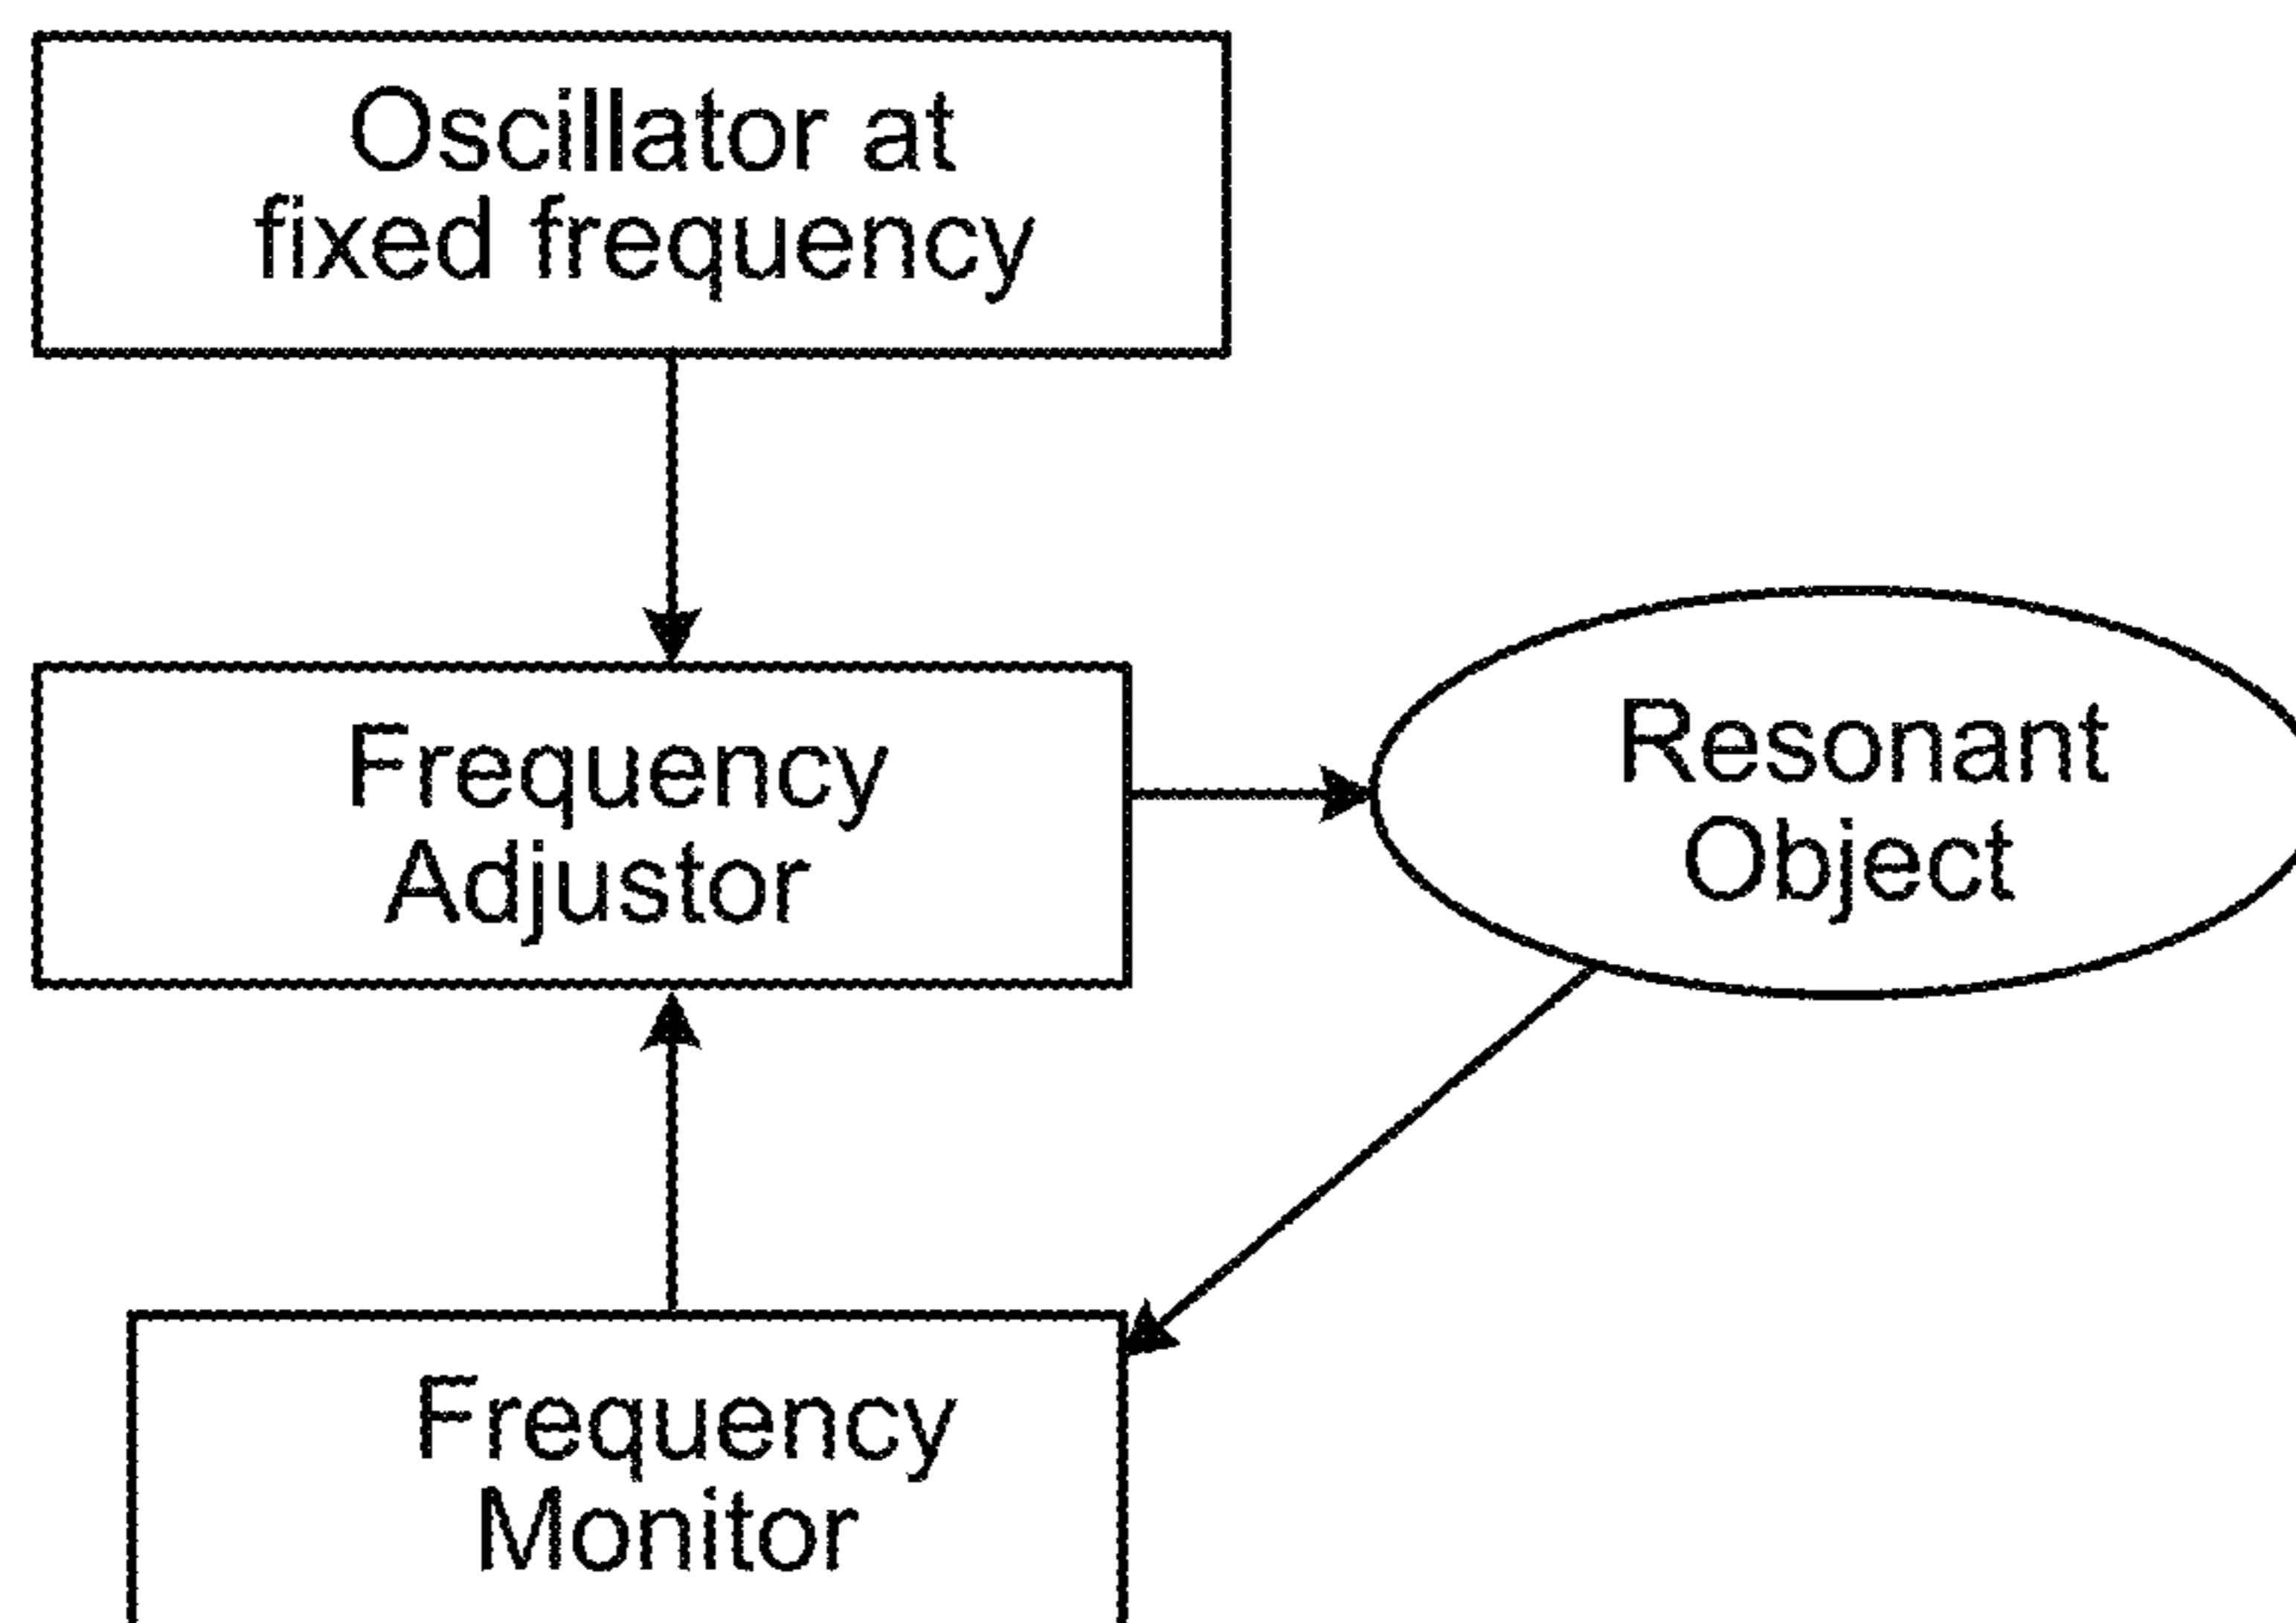 Oscillator at
fixed frequency
Frequency
Adjustor
Resonant
Object
Frequency
Monitor